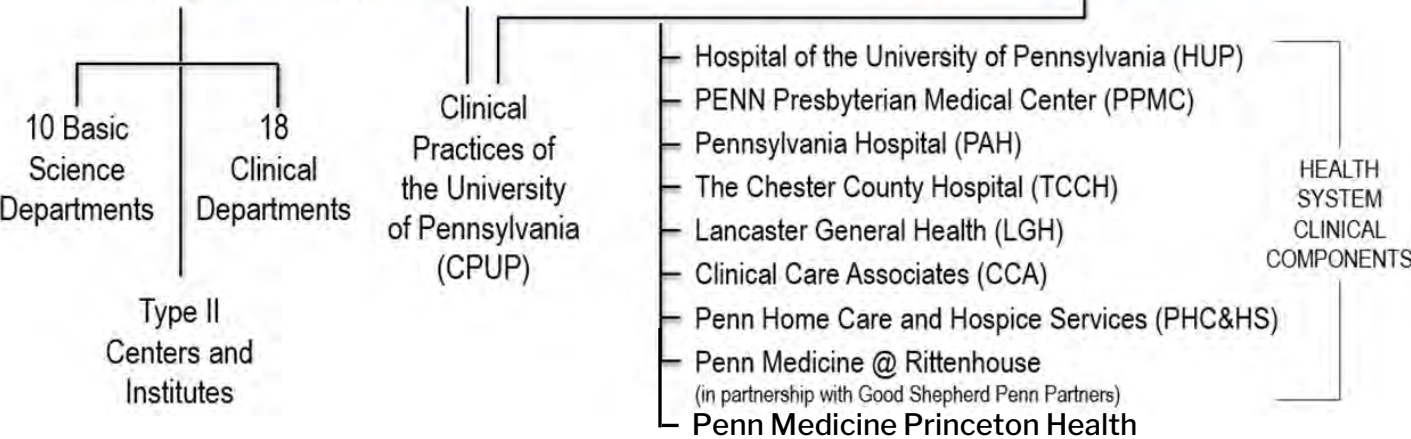 10 Basic
Science
Departments
18
Clinical
Departments
Type II
Centers and
Institutes
Clinical
Practices of
the University
of Pennsylvania
(CPUP)
Hospital of the University of Pennsylvania (HUP)
PENN Presbyterian Medical Center (PPMC)
Pennsylvania Hospital (PAH)
The Chester County Hospital (TCCH)
Lancaster General Health (LGH)
Clinical Care Associates (CCA)
Penn Home Care and Hospice Services (PHC&HS)
Penn Medicine @ Rittenhouse
(in partnership with Good Shepherd Penn Partners)
Penn Medicine Princeton Health
HEALTH
SYSTEM
CLINICAL
COMPONENTS